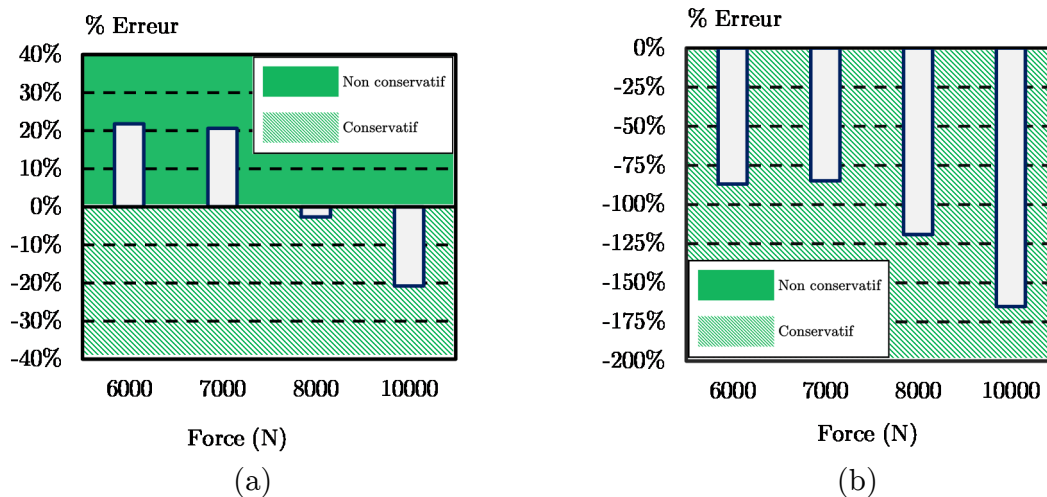 % Erreur
40%
30%
20%
10%
0%
-10%
-20%
-30%
-40%
Non conservatif
Conservatif
6000 7000 8000 10000
Force (N)
(a)
% Erreur
0%
-25%
-50%
-75%
-100%
-125%
-150%
-175%
-200%
Non conservatif
Conservatif
6000 7000 8000 10000
Force (N)
(b)